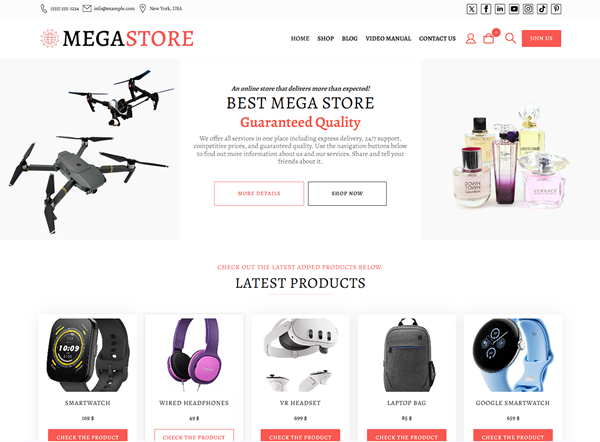 (555) 555-1234 info@example.com New York, USA
MEGASTORE
HOME SHOP BLOG VIDEO MANUAL CONTACT US
JOIN US
An online store that delivers more than expected!
BEST MEGA STORE
Guaranteed Quality
We offer all services in one place including express delivery, 24/7 support,
competitive prices, and guaranteed quality. Use the navigation buttons below
to find out more information about us and our services. Share and tell your
friends about it.
MORE DETAILS SHOP NOW
DOWN
TOWN
VERSACE
CHECK OUT THE LATEST ADDED PRODUCTS BELOW.
LATEST PRODUCTS
10:09
SMARTWATCH WIRED HEADPHONES VR HEADSET LAPTOP BAG GOOGLE SMARTWATCH
169 $ 49 $ 699 $ 85 $ 659 $
CHECK THE PRODUCT CHECK THE PRODUCT CHECK THE PRODUCT CHECK THE PRODUCT CHECK THE PRODUCT